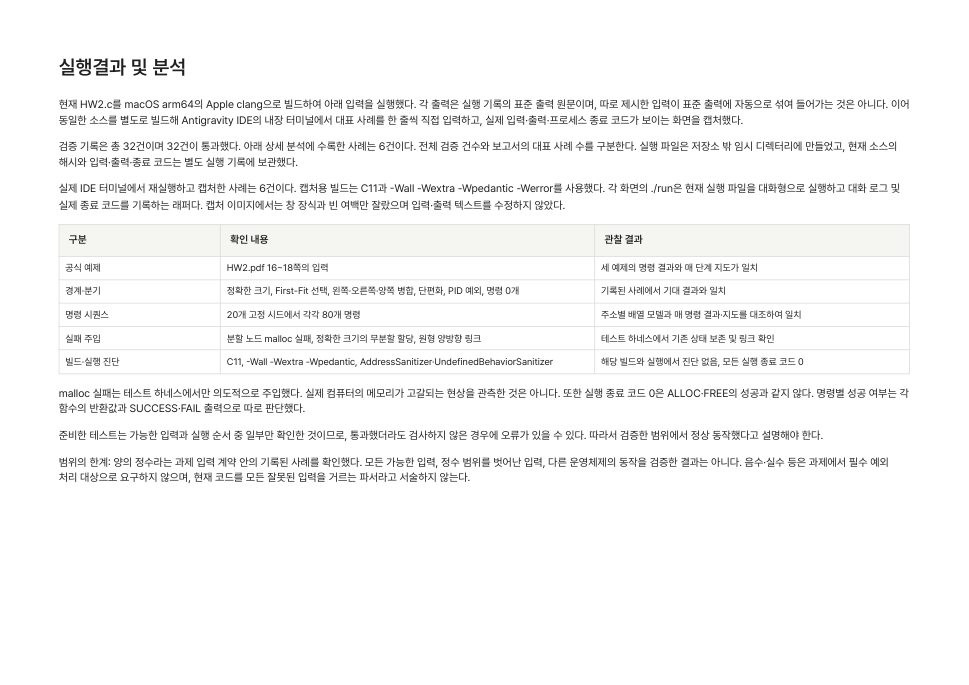 실행결과 및 분석
현재 HW2.c를 macOS arm64의 Apple clang으로 빌드하여 아래 입력을 실행했다. 각 출력은 실행 기록의 표준 출력 원문이며, 따로 제시한 입력이 표준 출력에 자동으로 섞여 들어가는 것은 아니다. 이어
동일한 소스를 별도로 빌드해 Antigravity IDE의 내장 터미널에서 대표 사례를 한 줄씩 직접 입력하고, 실제 입력·출력·프로세스 종료 코드가 보이는 화면을 캡처했다.
검증 기록은 총 32건이며 32건이 통과했다. 아래 상세 분석에 수록한 사례는 6건이다. 전체 검증 건수와 보고서의 대표 사례 수를 구분한다. 실행 파일은 저장소 밖 임시 디렉터리에 만들었고, 현재 소스의
해시와 입력·출력·종료 코드는 별도 실행 기록에 보관했다.
실제 IDE 터미널에서 재실행하고 캡처한 사례는 6건이다. 캡처용 빌드는 C11과 -Wall -Wextra -Wpedantic -Werror를 사용했다. 각 화면의 ./run은 현재 실행 파일을 대화형으로 실행하고 대화 로그 및
실제 종료 코드를 기록하는 래퍼다. 캡처 이미지에서는 창 장식과 빈 여백만 잘랐으며 입력·출력 텍스트를 수정하지 않았다.
구분 확인 내용 관찰 결과
공식 예제 HW2.pdf 16–18쪽의 입력 세 예제의 명령 결과와 매 단계 지도가 일치
경계·분기 정확한 크기, First-Fit 선택, 왼쪽·오른쪽·양쪽 병합, 단편화, PID 예외, 명령 0개 기록된 사례에서 기대 결과와 일치
명령 시퀀스 20개 고정 시드에서 각각 80개 명령 주소별 배열 모델과 매 명령 결과·지도를 대조하여 일치
실패 주입 분할 노드 malloc 실패, 정확한 크기의 무분할 할당, 원형 양방향 링크 테스트 하네스에서 기존 상태 보존 및 링크 확인
빌드·실행 진단 C11, -Wall -Wextra -Wpedantic, AddressSanitizer·UndefinedBehaviorSanitizer 해당 빌드와 실행에서 진단 없음, 모든 실행 종료 코드 0
malloc 실패는 테스트 하네스에서만 의도적으로 주입했다. 실제 컴퓨터의 메모리가 고갈되는 현상을 관측한 것은 아니다. 또한 실행 종료 코드 0은 ALLOC·FREE의 성공과 같지 않다. 명령별 성공 여부는 각
함수의 반환값과 SUCCESS·FAIL 출력으로 따로 판단했다.
준비한 테스트는 가능한 입력과 실행 순서 중 일부만 확인한 것이므로, 통과했더라도 검사하지 않은 경우에 오류가 있을 수 있다. 따라서 검증한 범위에서 정상 동작했다고 설명해야 한다.
범위의 한계: 양의 정수라는 과제 입력 계약 안의 기록된 사례를 확인했다. 모든 가능한 입력, 정수 범위를 벗어난 입력, 다른 운영체제의 동작을 검증한 결과는 아니다. 음수·실수 등은 과제에서 필수 예외
처리 대상으로 요구하지 않으며, 현재 코드를 모든 잘못된 입력을 거르는 파서라고 서술하지 않는다.